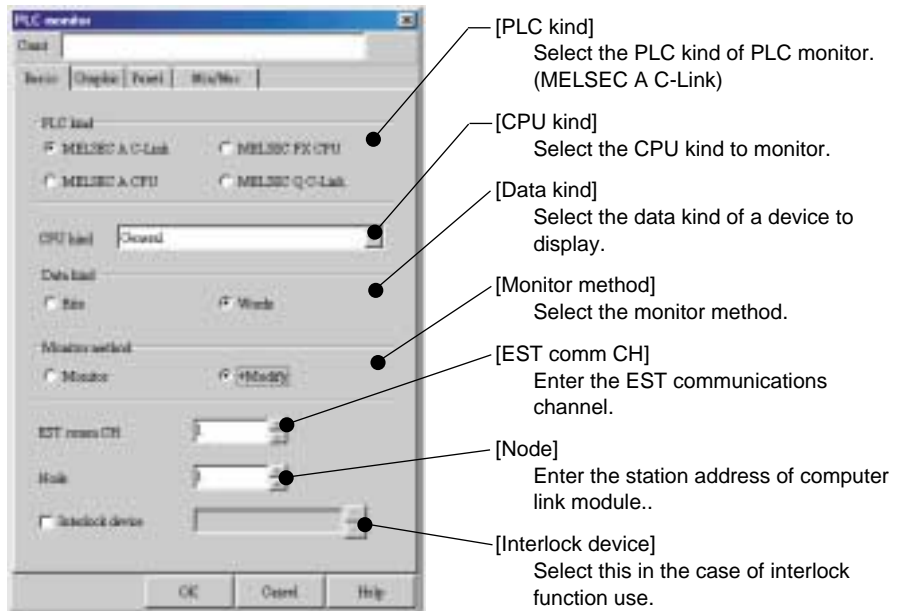 PLC monitor
Basic Graphic Panel
PLC kind
MELSEC A C-Link MELSEC FX CPU
MELSEC A CPU MELSEC Q C-Link
CPU kind General
Data kind
Bits Words
Monitor method
Monitor +Modify
EST comm CH 1
Node
Interlock device
OK Cancel Help
[PLC kind]
Select the PLC kind of PLC monitor.
(MELSEC A C-Link)
[CPU kind]
Select the CPU kind to monitor.
[Data kind]
Select the data kind of a device to
display.
[Monitor method]
Select the monitor method.
[EST comm CH]
Enter the EST communications
channel.
[Node]
Enter the station address of computer
link module..
[Interlock device]
Select this in the case of interlock
function use.